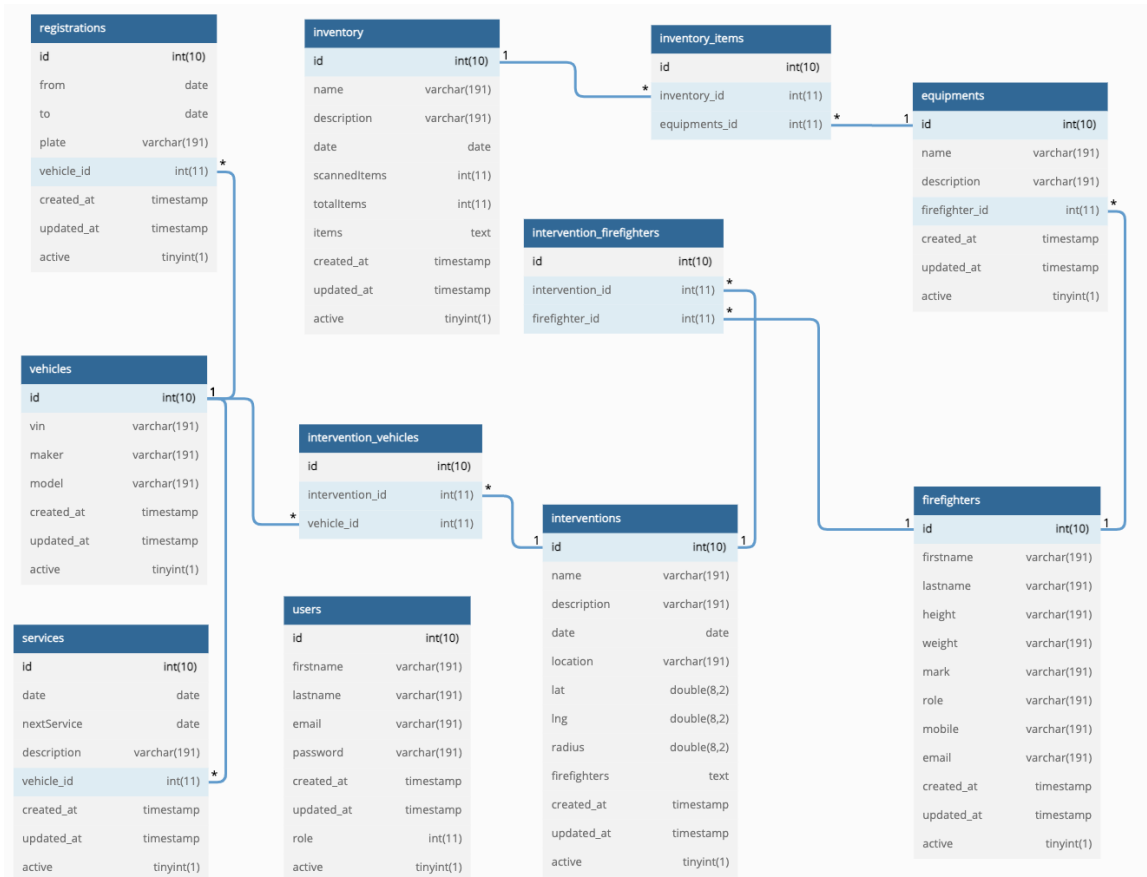 registrations
id int(10)
from date
to date
plate varchar(191)
vehicle_id int(11) *
created_at timestamp
updated_at timestamp
active tinyint(1)
inventory
id int(10) 1
name varchar(191)
description varchar(191)
date date
scannedItems int(11)
totalItems int(11)
items text
created_at timestamp
updated_at timestamp
active tinyint(1)
inventory_items
id int(10)
* inventory_id int(11)
equipments_id int(11) *
equipments
1 id int(10)
name varchar(191)
description varchar(191)
firefighter_id int(11) *
created_at timestamp
updated_at timestamp
active tinyint(1)
intervention_firefighters
id int(10)
intervention_id int(11) *
firefighter_id int(11) *
vehicles
id int(10) 1
vin varchar(191)
maker varchar(191)
model varchar(191)
created_at timestamp
updated_at timestamp
active tinyint(1)
intervention_vehicles
id int(10)
intervention_id int(11) *
* vehicle_id int(11)
interventions
1 id int(10) 1
name varchar(191)
description varchar(191)
date date
location varchar(191)
lat double(8,2)
lng double(8,2)
radius double(8,2)
firefighters text
created_at timestamp
updated_at timestamp
active tinyint(1)
firefighters
1 id int(10) 1
firstname varchar(191)
lastname varchar(191)
height varchar(191)
weight varchar(191)
mark varchar(191)
role varchar(191)
mobile varchar(191)
email varchar(191)
created_at timestamp
updated_at timestamp
active tinyint(1)
services
id int(10)
date date
nextService date
description varchar(191)
vehicle_id int(11) *
created_at timestamp
updated_at timestamp
active tinyint(1)
users
id int(10)
firstname varchar(191)
lastname varchar(191)
email varchar(191)
password varchar(191)
created_at timestamp
updated_at timestamp
role int(11)
active tinyint(1)